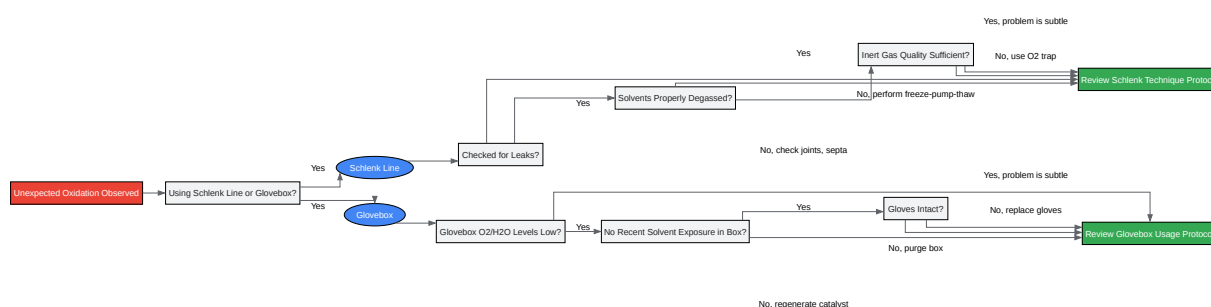 Yes, problem is subtle
Yes
Inert Gas Quality Sufficient?
No, use O2 trap
Review Schlenk Technique Protoc
Solvents Properly Degassed?
No, perform freeze-pump-thaw
Yes
Checked for Leaks?
No, check joints, septa
Yes
Schlenk Line
Yes, problem is subtle
Unexpected Oxidation Observed
Using Schlenk Line or Glovebox?
Yes
Glovebox
Yes
Gloves Intact?
No, replace gloves
Glovebox O2/H2O Levels Low?
Yes
No Recent Solvent Exposure in Box?
Review Glovebox Usage Protoco
No, purge box
No, regenerate catalyst